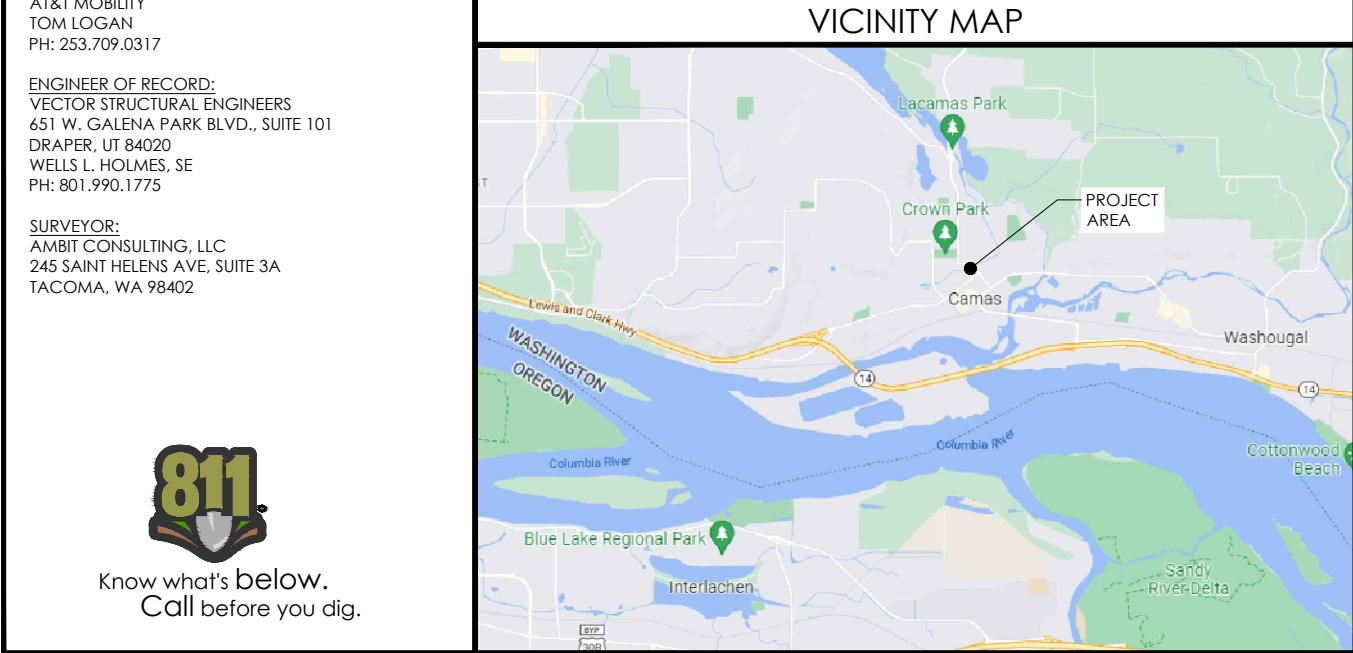 AT&T MOBILITY
TOM LOGAN
PH: 253.709.0317
ENGINEER OF RECORD:
VECTOR STRUCTURAL ENGINEERS
651 W. GALENA PARK BLVD., SUITE 101
DRAPER, UT 84020
WELLS L. HOLMES, SE
PH: 801.990.1775
SURVEYOR:
AMBIT CONSULTING, LLC
245 SAINT HELENS AVE, SUITE 3A
TACOMA, WA 98402
811
Know what's below.
Call before you dig.
VICINITY MAP
Lacamas Park
PROJECT
AREA
Crown Park
Camas
Lewis and Clark Hwy
WASHINGTON
OREGON
Washougal
14
14
Columbia River
Columbia River
Cottonwood
Beach
Blue Lake Regional Park
Interlachen
Sandy
River Delta
BYP
30B